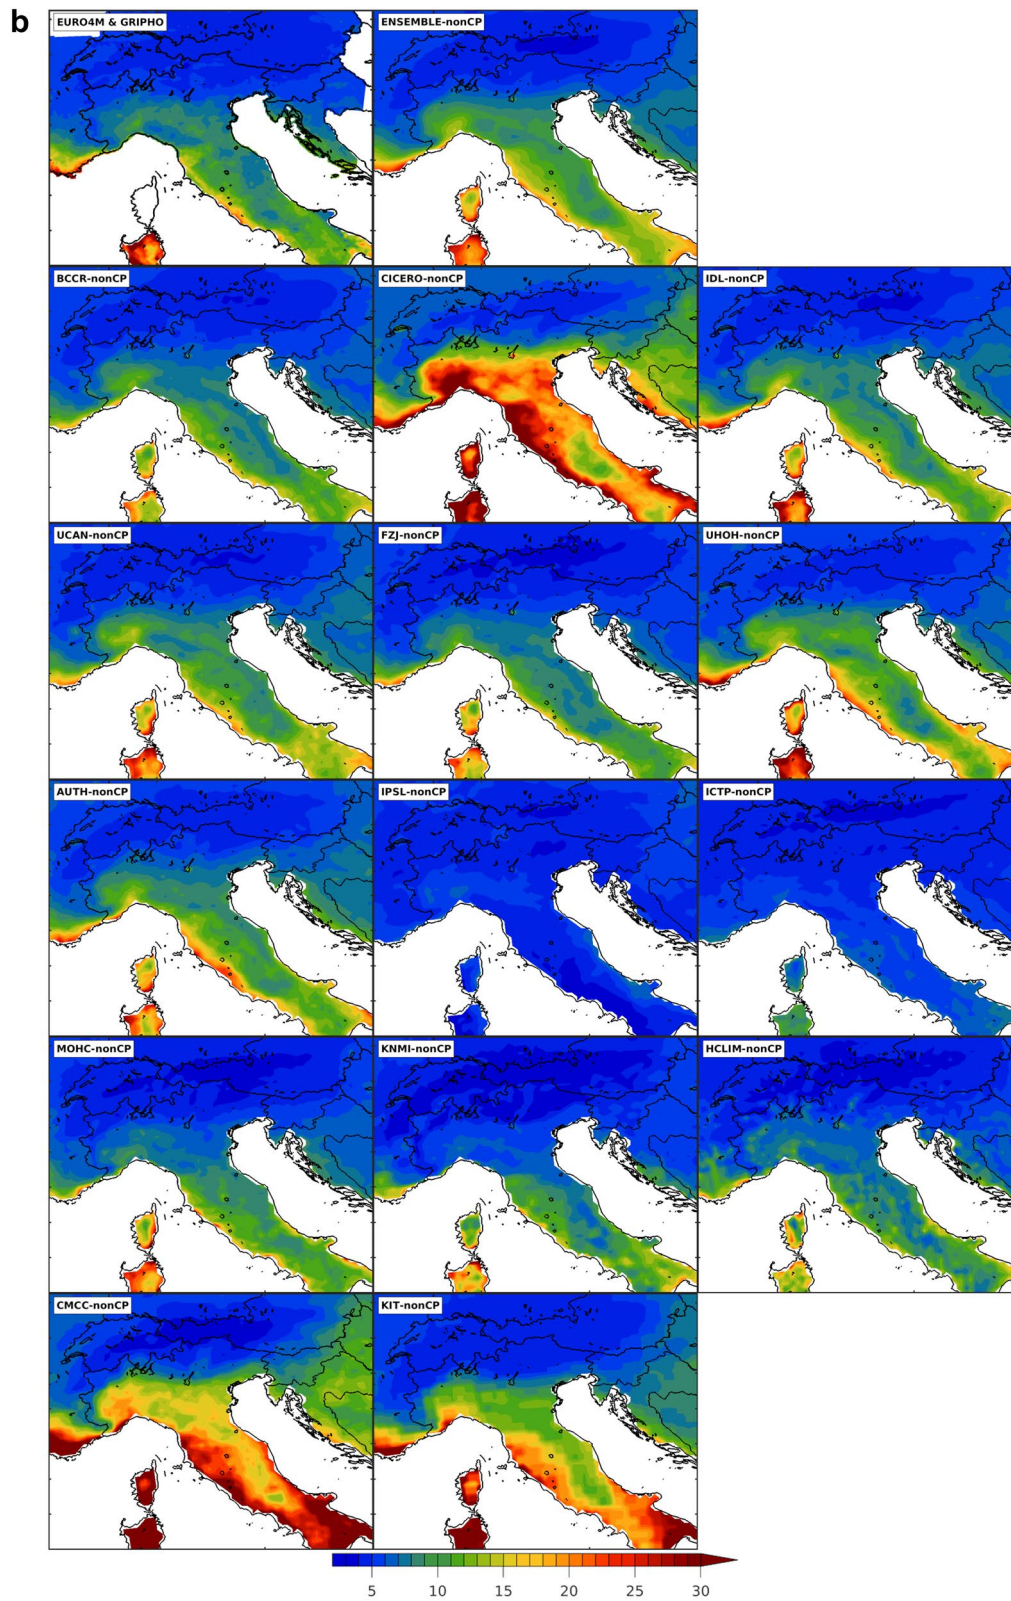 b
EURO4M & GRIPHO
ENSEMBLE-nonCP
BCCR-nonCP
CICERO-nonCP
IDL-nonCP
UCAN-nonCP
FZJ-nonCP
UHOH-nonCP
AUTH-nonCP
IPSL-nonCP
ICTP-nonCP
MOHC-nonCP
KNMI-nonCP
HCLIM-nonCP
CMCC-nonCP
KIT-nonCP
5 10 15 20 25 30